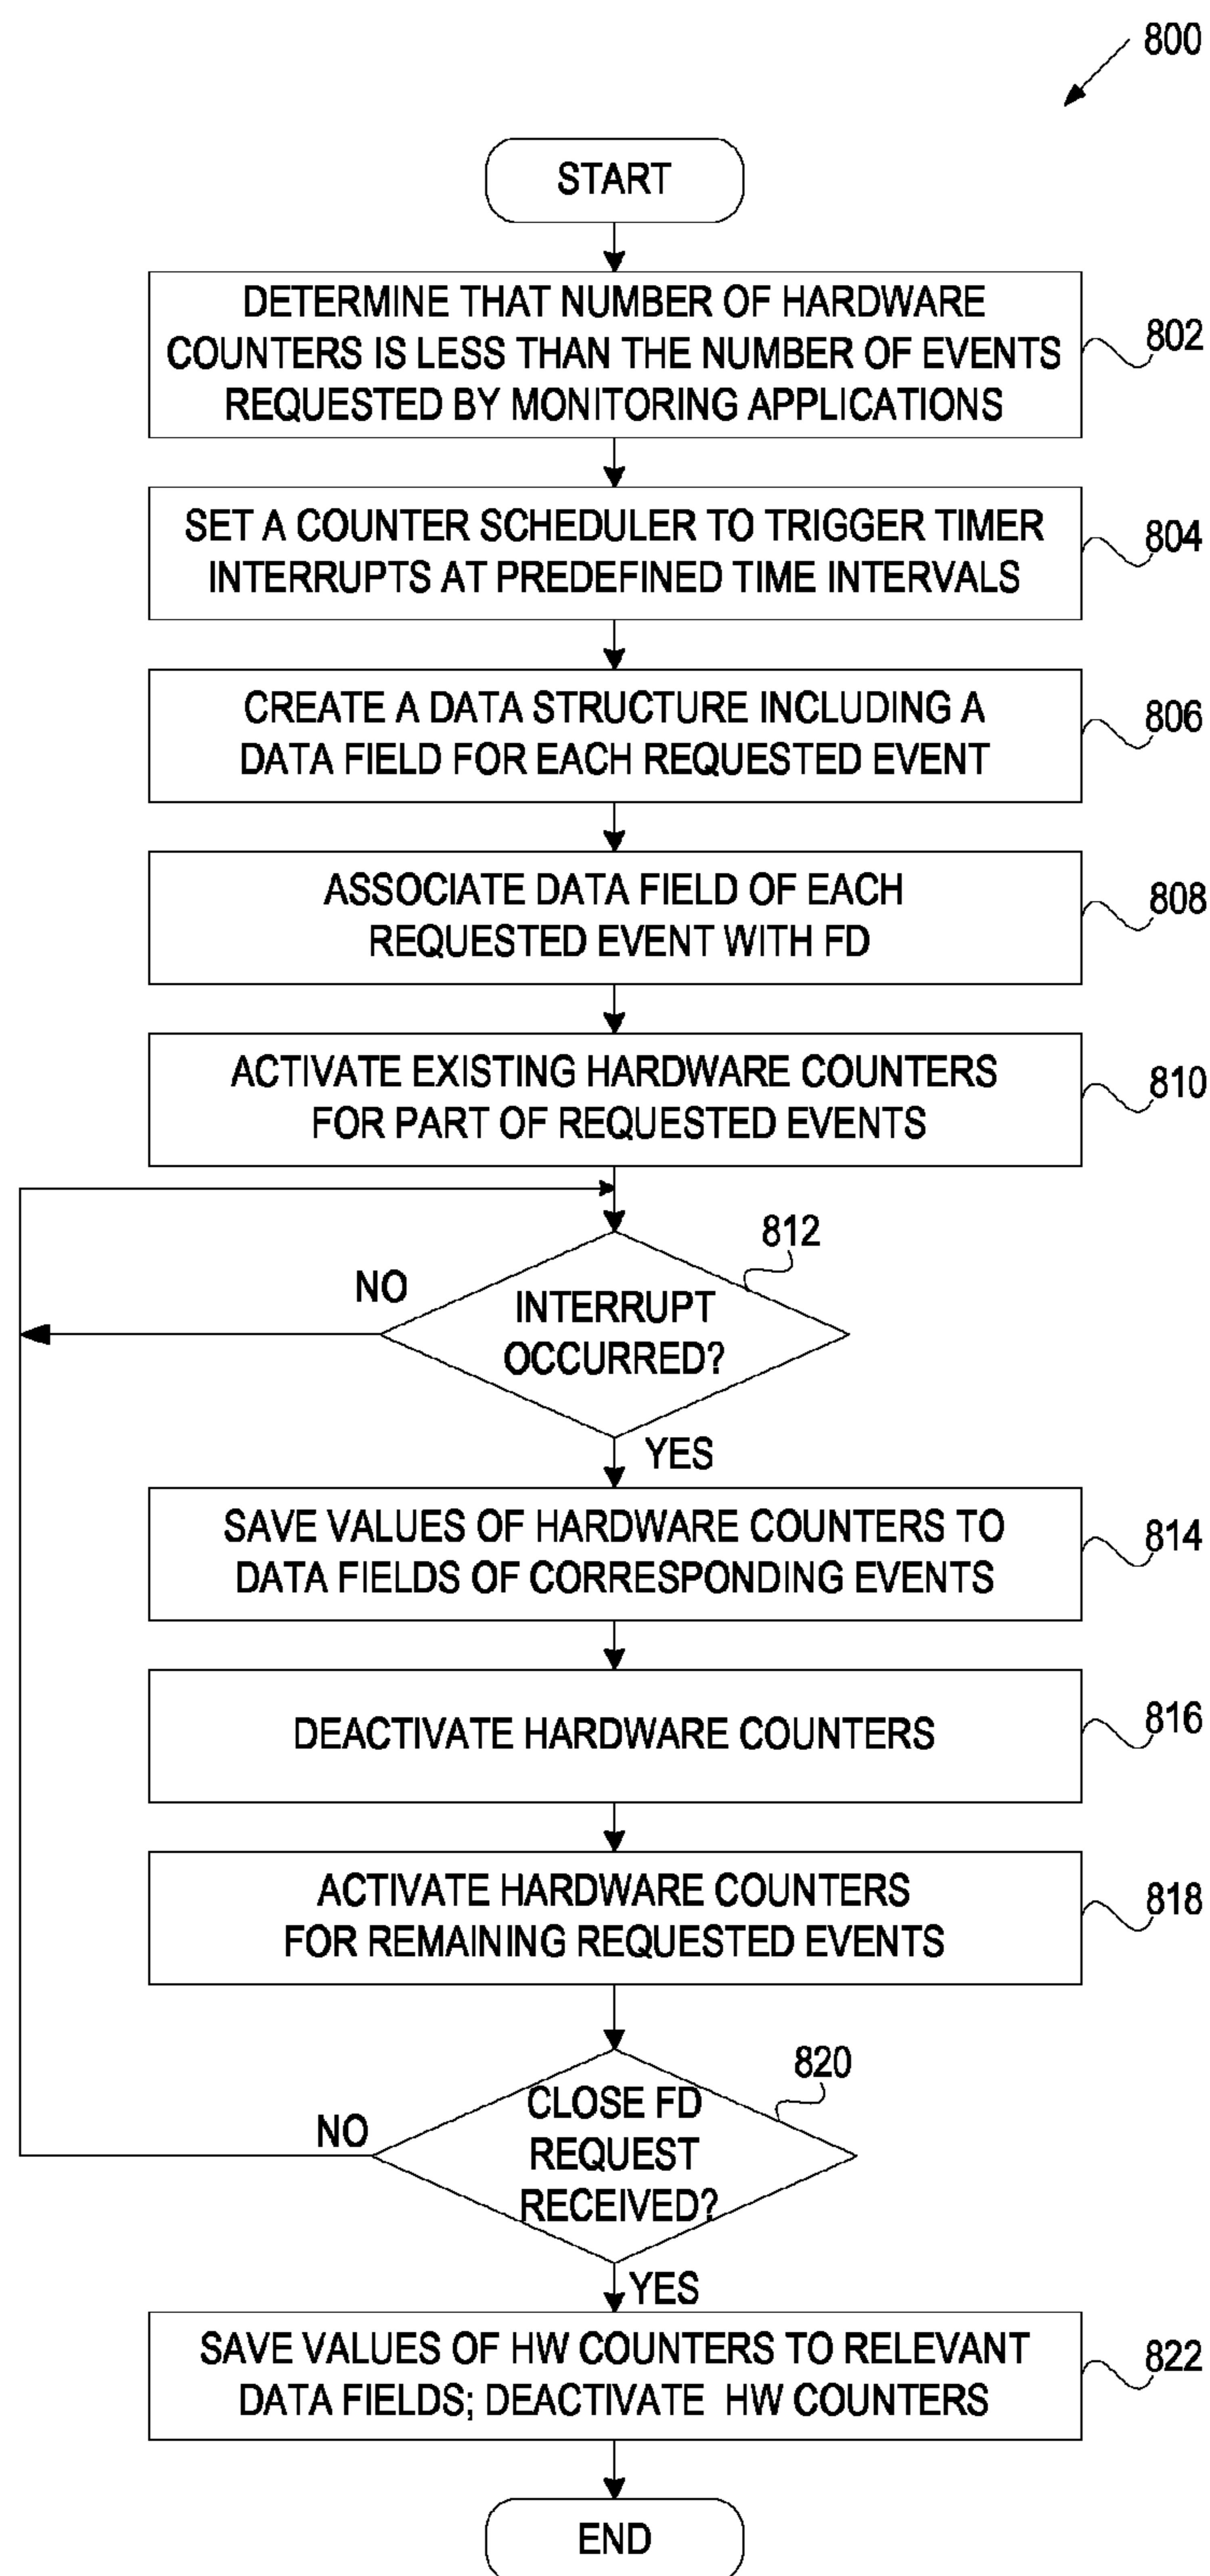 800
START
DETERMINE THAT NUMBER OF HARDWARE
COUNTERS IS LESS THAN THE NUMBER OF EVENTS
REQUESTED BY MONITORING APPLICATIONS
802
SET A COUNTER SCHEDULER TO TRIGGER TIMER
INTERRUPTS AT PREDEFINED TIME INTERVALS
804
CREATE A DATA STRUCTURE INCLUDING A
DATA FIELD FOR EACH REQUESTED EVENT
806
ASSOCIATE DATA FIELD OF EACH
REQUESTED EVENT WITH FD
808
ACTIVATE EXISTING HARDWARE COUNTERS
FOR PART OF REQUESTED EVENTS
810
812
NO
INTERRUPT
OCCURRED?
YES
SAVE VALUES OF HARDWARE COUNTERS TO
DATA FIELDS OF CORRESPONDING EVENTS
814
DEACTIVATE HARDWARE COUNTERS
816
ACTIVATE HARDWARE COUNTERS
FOR REMAINING REQUESTED EVENTS
818
820
NO
CLOSE FD
REQUEST
RECEIVED?
YES
SAVE VALUES OF HW COUNTERS TO RELEVANT
DATA FIELDS; DEACTIVATE HW COUNTERS
822
END